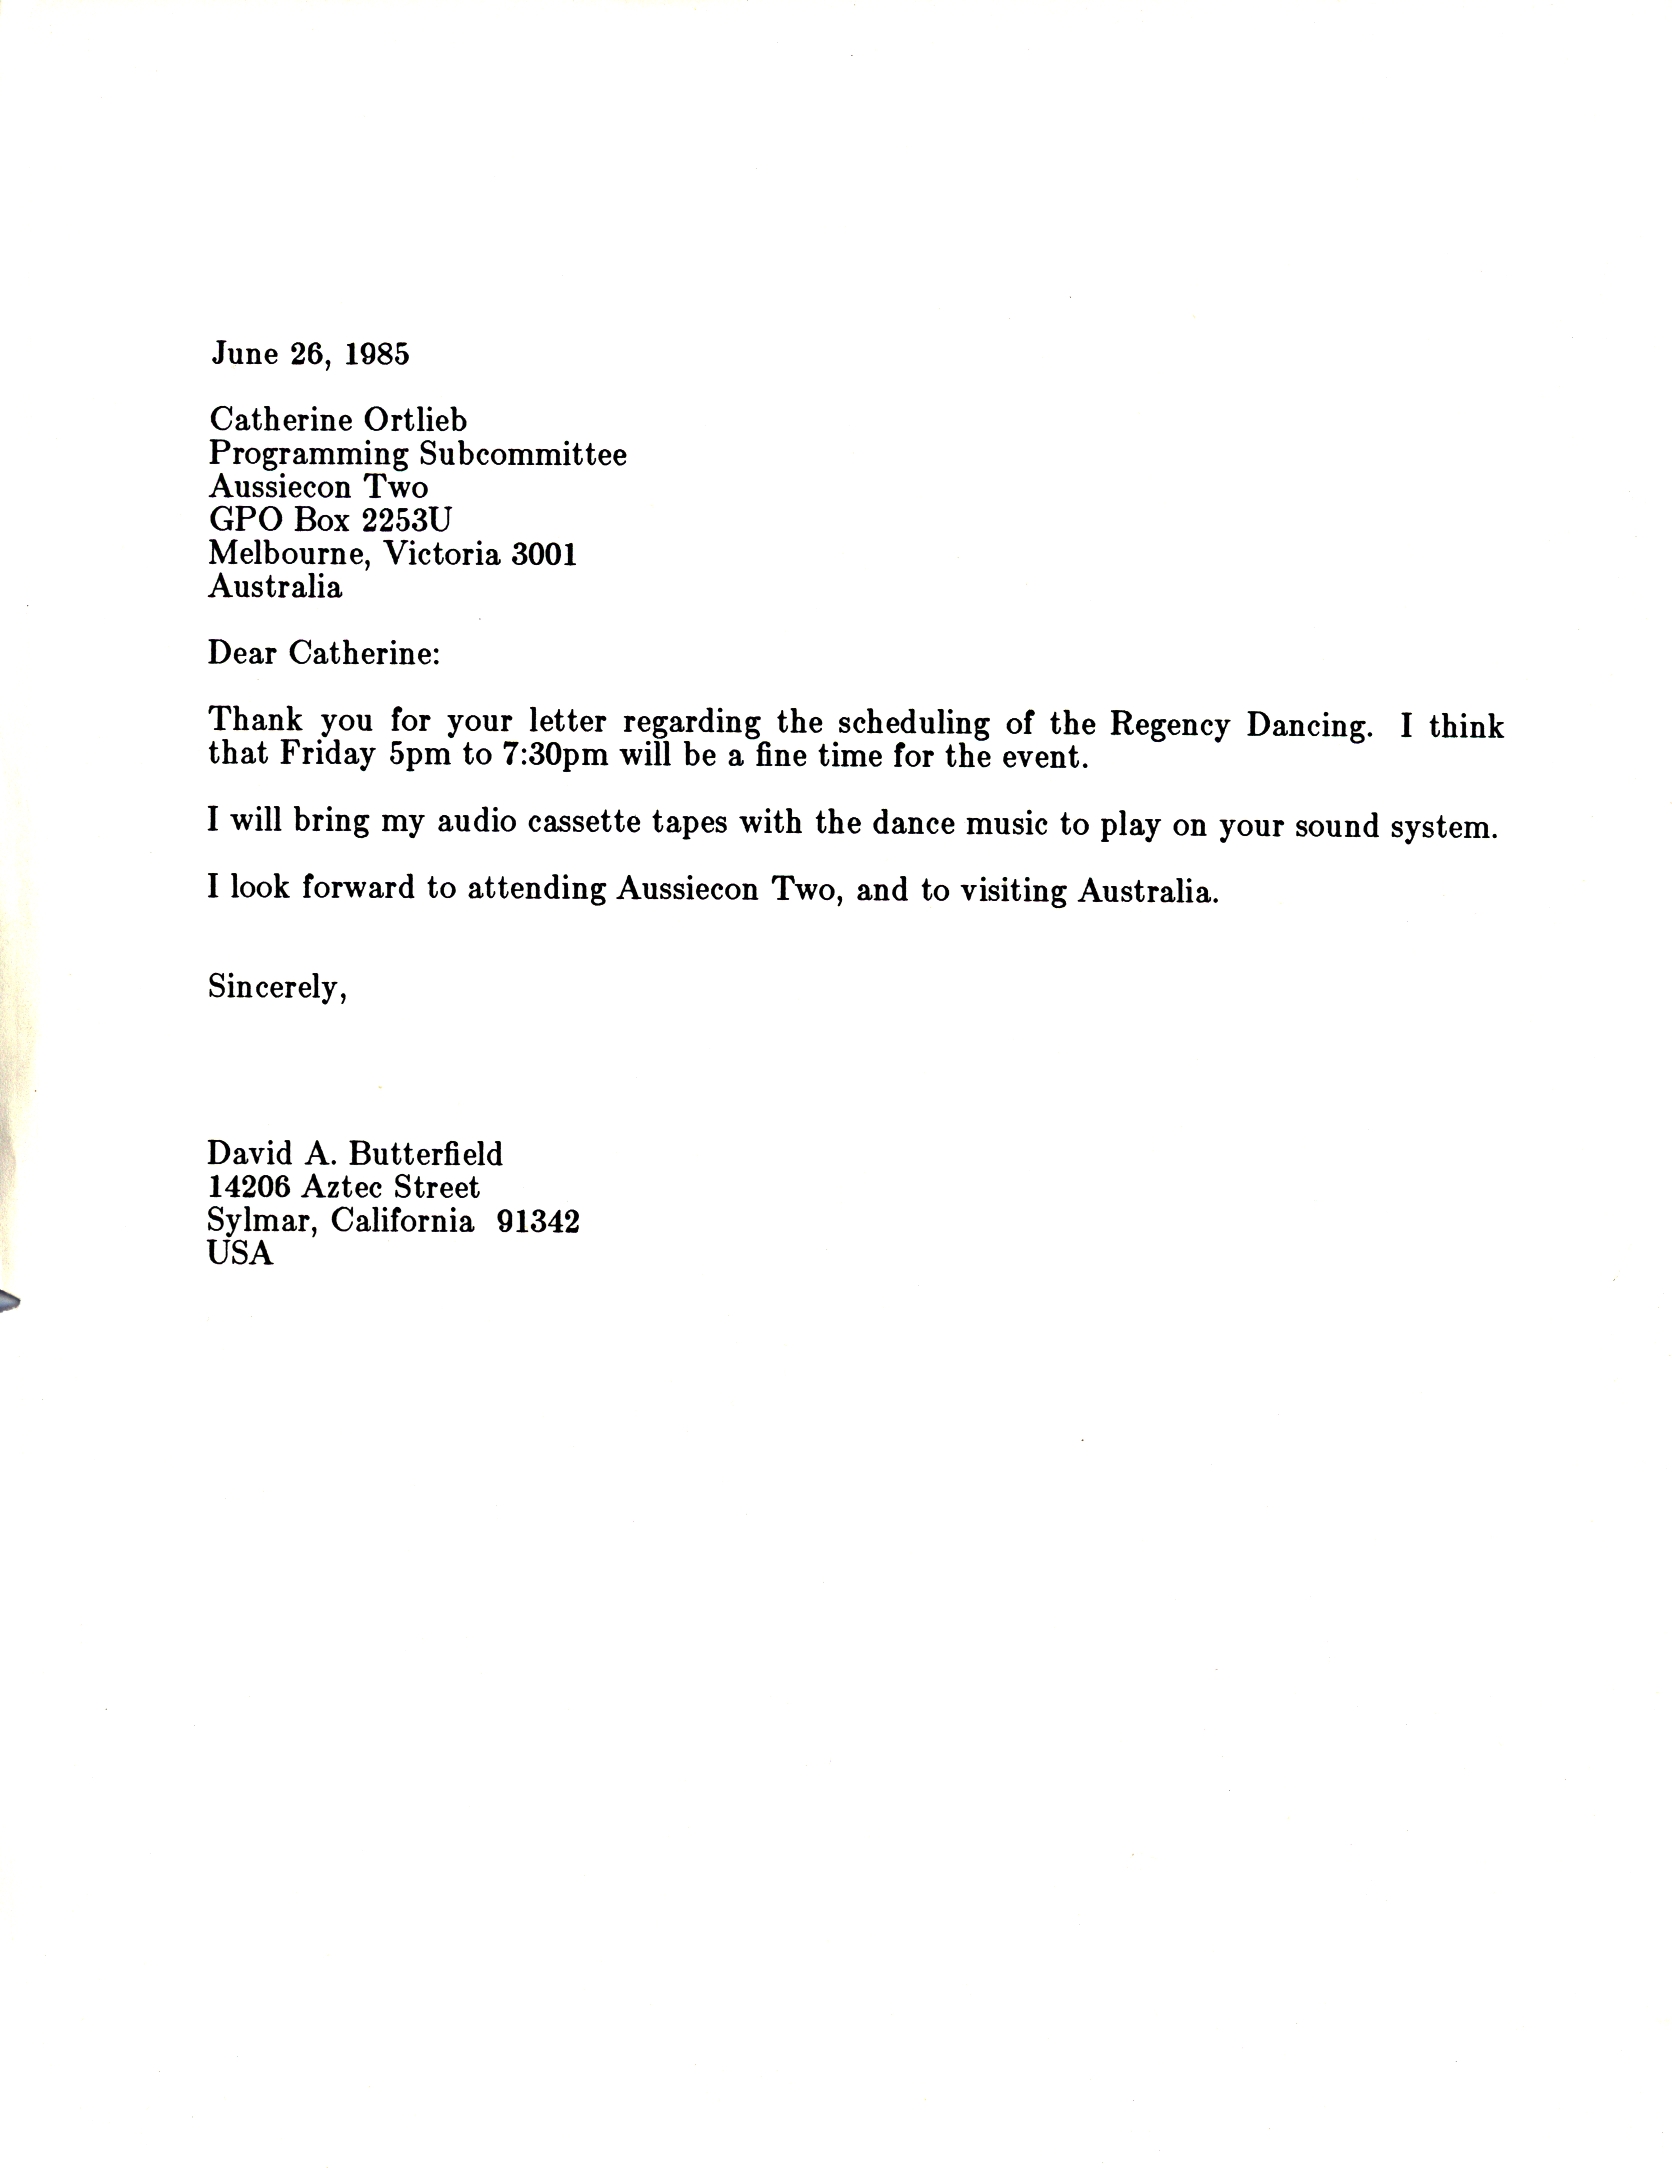 June 26, 1985
Catherine Ortlieb
Programming Subcommittee
Aussiecon Two
GPO Box 2253U
Melbourne, Victoria 3001
Australia
Dear Catherine:
Thank you for your letter regarding the scheduling of the Regency Dancing. I think
that Friday 5pm to 7:30pm will be a fine time for the event.
I will bring my audio cassette tapes with the dance music to play on your sound system.
I look forward to attending Aussiecon Two, and to visiting Australia.
Sincerely,
David A. Butterfield
14206 Aztec Street
Sylmar, California 91342
USA